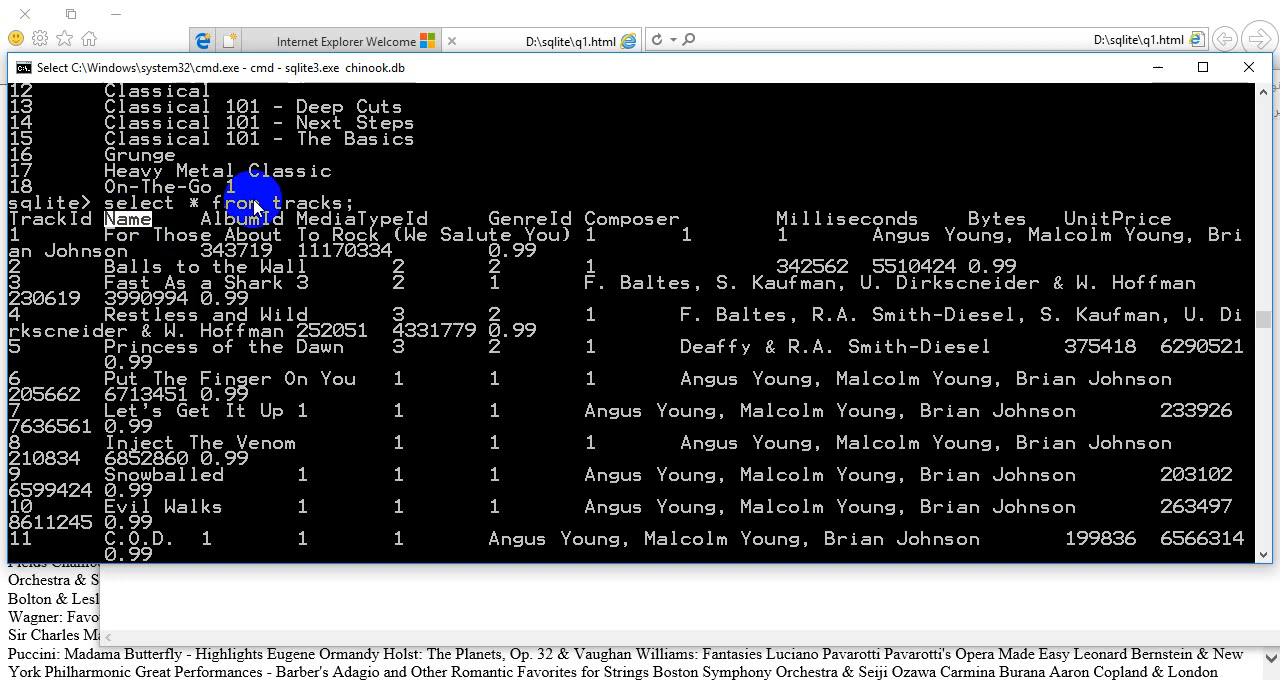 Internet Explorer Welcome
D:\sqlite\q1.html
D:\sqlite\q1.html
Select C:\Windows\system32\cmd.exe - cmd - sqlite3.exe  chinook.db
12 Classical
13 Classical 101 - Deep Cuts
14 Classical 101 - Next Steps
15 Classical 101 - The Basics
16 Grunge
17 Heavy Metal Classic
18 On-The-Go 1
sqlite> select * from tracks;
TrackId Name AlbumId MediaTypeId GenreId Composer Milliseconds Bytes UnitPrice
1 For Those About To Rock (We Salute You) 1 1 1 Angus Young, Malcolm Young, Bri
an Johnson 343719 11170334 0.99
2 Balls to the Wall 2 2 1 342562 5510424 0.99
3 Fast As a Shark 3 2 1 F. Baltes, S. Kaufman, U. Dirkscneider & W. Hoffman
230619 3990994 0.99
4 Restless and Wild 3 2 1 F. Baltes, R.A. Smith-Diesel, S. Kaufman, U. Di
rkscneider & W. Hoffman 252051 4331779 0.99
5 Princess of the Dawn 3 2 1 Deaffy & R.A. Smith-Diesel 375418 6290521
0.99
6 Put The Finger On You 1 1 1 Angus Young, Malcolm Young, Brian Johnson
205662 6713451 0.99
7 Let's Get It Up 1 1 1 Angus Young, Malcolm Young, Brian Johnson 233926
7636561 0.99
8 Inject The Venom 1 1 1 Angus Young, Malcolm Young, Brian Johnson
210834 6852860 0.99
9 Snowballed 1 1 1 Angus Young, Malcolm Young, Brian Johnson 203102
6599424 0.99
10 Evil Walks 1 1 1 Angus Young, Malcolm Young, Brian Johnson 263497
8611245 0.99
11 C.O.D. 1 1 1 Angus Young, Malcolm Young, Brian Johnson 199836 6566314
0.99
Orchestra & S
Bolton & Lesl
Wagner: Favo
Sir Charles Ma
Puccini: Madama Butterfly - Highlights Eugene Ormandy Holst: The Planets, Op. 32 & Vaughan Williams: Fantasies Luciano Pavarotti Pavarotti's Opera Made Easy Leonard Bernstein & New
York Philharmonic Great Performances - Barber's Adagio and Other Romantic Favorites for Strings Boston Symphony Orchestra & Seiji Ozawa Carmina Burana Aaron Copland & London